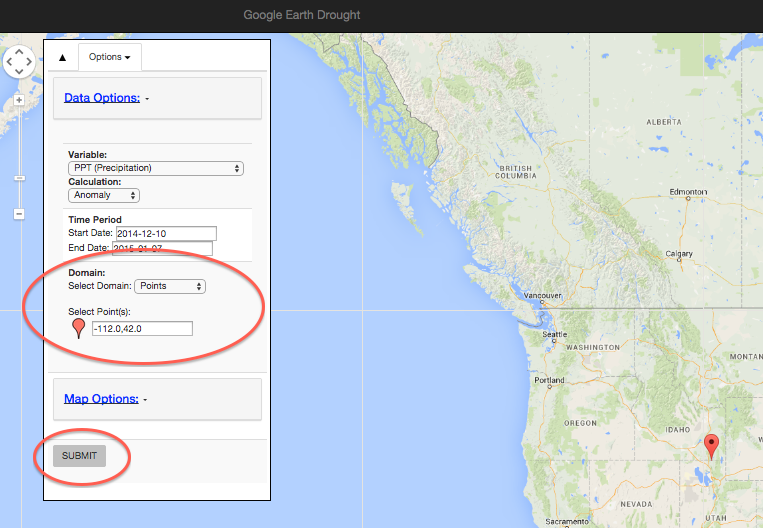 Google Earth Drought
▲ Options
Data Options: -
Variable:
PPT (Precipitation)
Calculation:
Anomaly
Time Period
Start Date: 2014-12-10
End Date: 2015-01-07
Domain:
Select Domain: Points
Select Point(s):
-112.0,42.0
Map Options: -
SUBMIT
ALBERTA
BRITISH
COLUMBIA
Edmonton
Calgary
Vancouver
Seattle
WASHINGTON
MONTAN
Portland
OREGON
IDAHO
NEVADA
UTAH
Sacramento